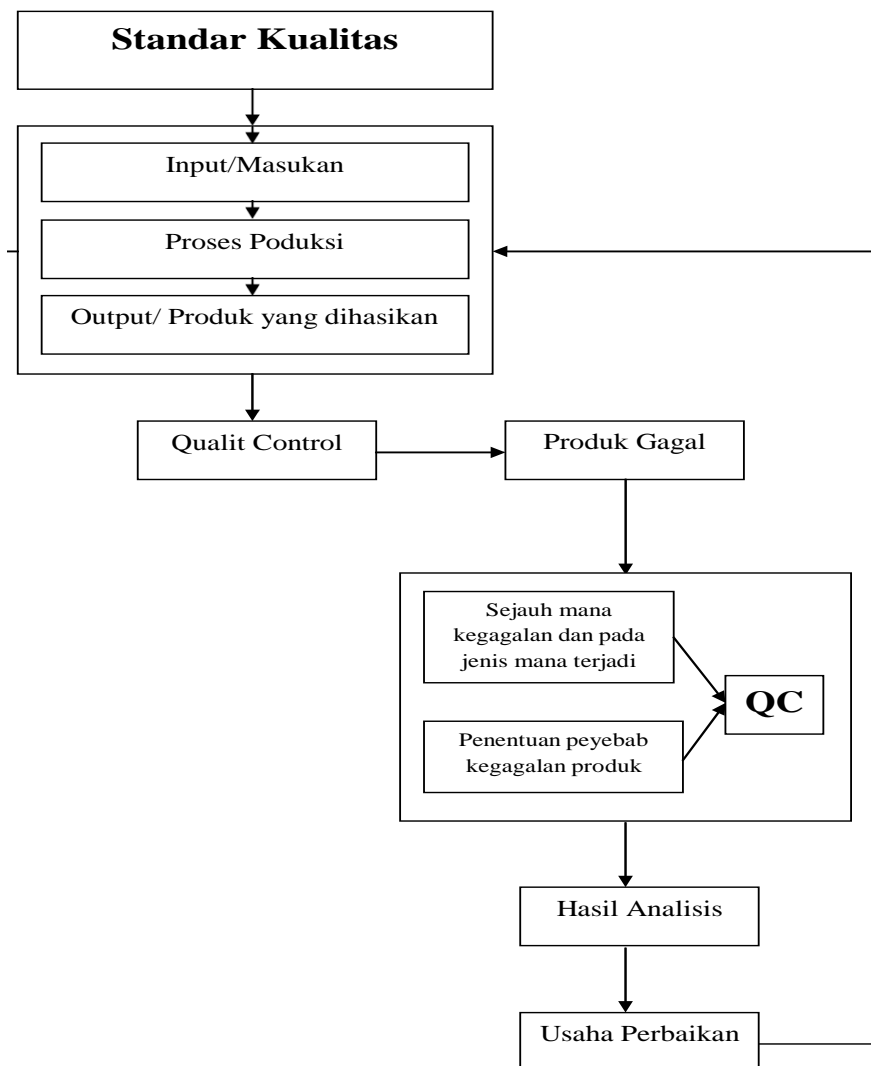 Standar Kualitas
Input/Masukan
Proses Poduksi
Output/ Produk yang dihasikan
Qualit Control
Produk Gagal
Sejauh mana
kegagalan dan pada
jenis mana terjadi
QC
Penentuan peyebab
kegagalan produk
Hasil Analisis
Usaha Perbaikan